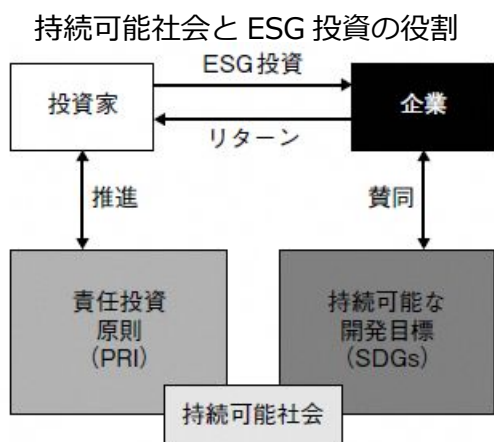 持続可能社会と ESG 投資の役割
投資家
ESG投資
リターン
企業
推進
賛同
責任投資
原則
(PRI)
持続可能な
開発目標
(SDGs)
持続可能社会